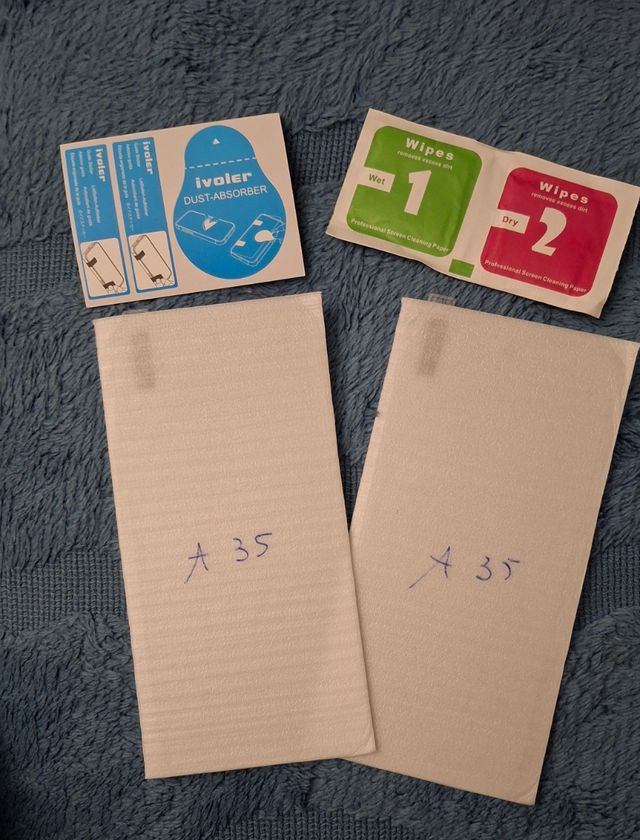 ivoler
DUST-ABSORBER
ivoler
ivoler
Wipes
removes excess dirt
Wet
1
Professional Screen Cleaning Paper
Wipes
removes excess dirt
Dry
2
Professional Screen Cleaning Paper
A 35
A 35